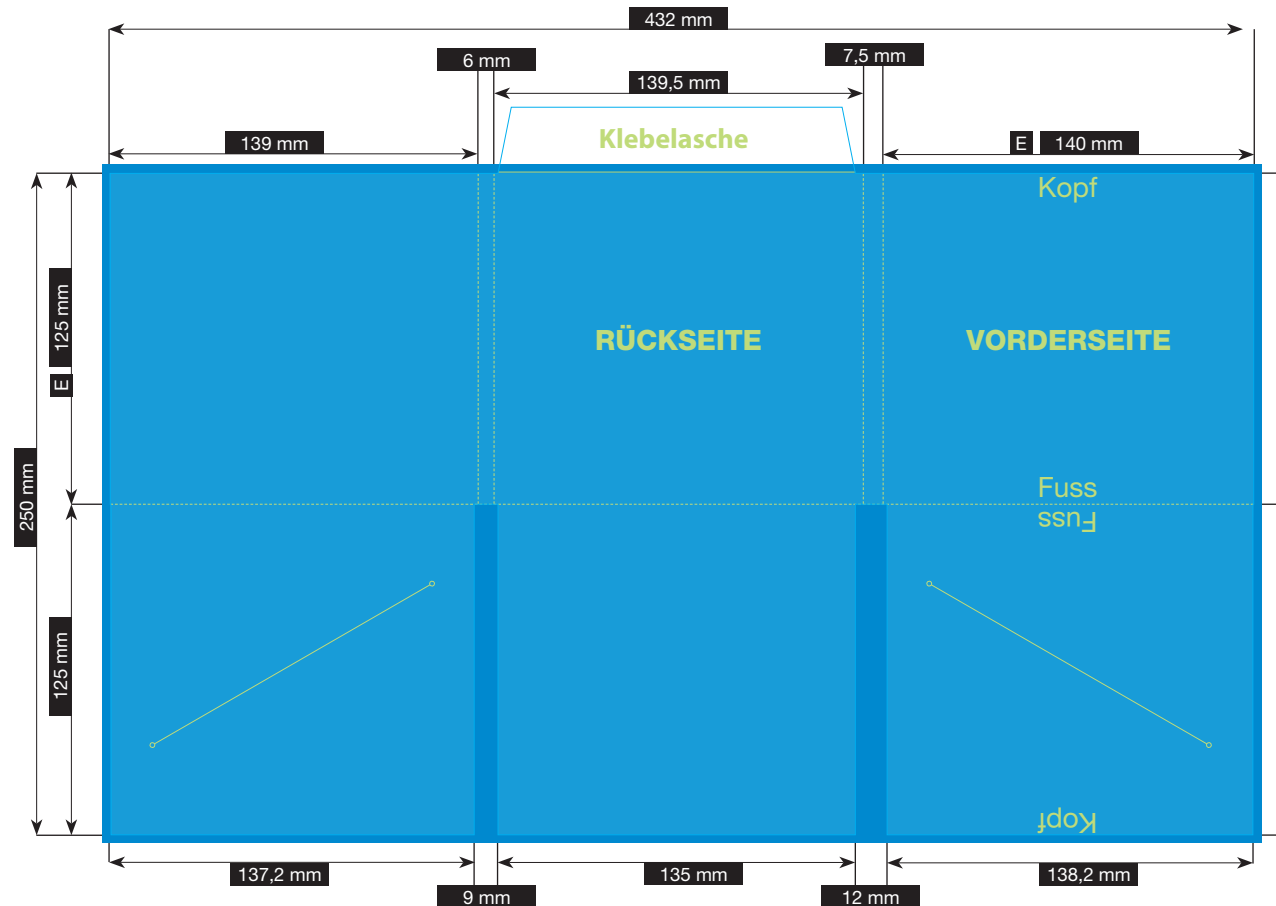 432 mm
6 mm
7,5 mm
139,5 mm
Klebelasche
139 mm
E 140 mm
Kopf
125 mm
E
RÜCKSEITE
VORDERSEITE
250 mm
Fuss
Fuss
125 mm
Kopf
137,2 mm
135 mm
138,2 mm
9 mm
12 mm